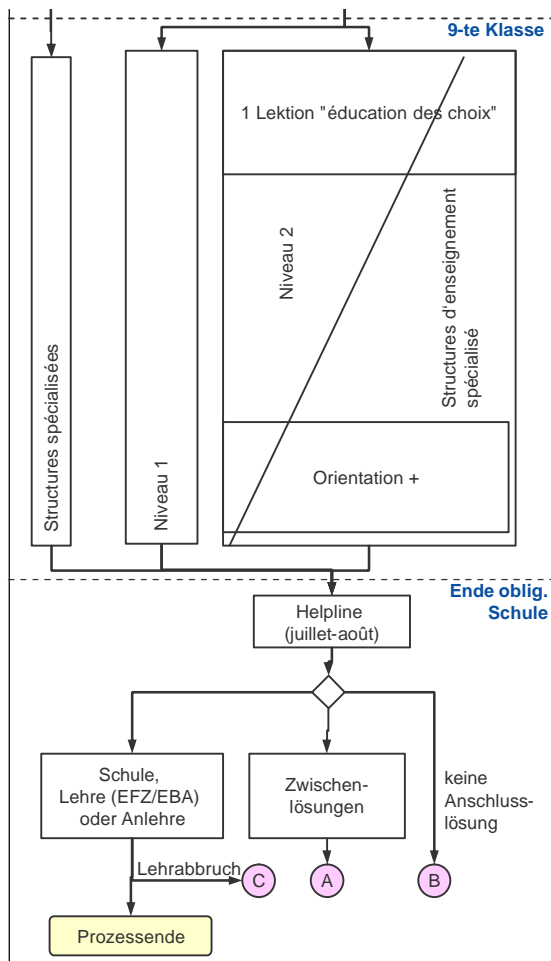 9-te Klasse
1 Lektion "éducation des choix"
Structures spécialisées
Niveau 1
Niveau 2
Structures d‘enseignement
spécialisé
Orientation +
Ende oblig.
Schule
Helpline
(juillet-août)
Schule,
Lehre (EFZ/EBA)
oder Anlehre
Zwischen-
lösungen
keine
Anschluss-
lösung
Lehrabbruch
C
A
B
Prozessende